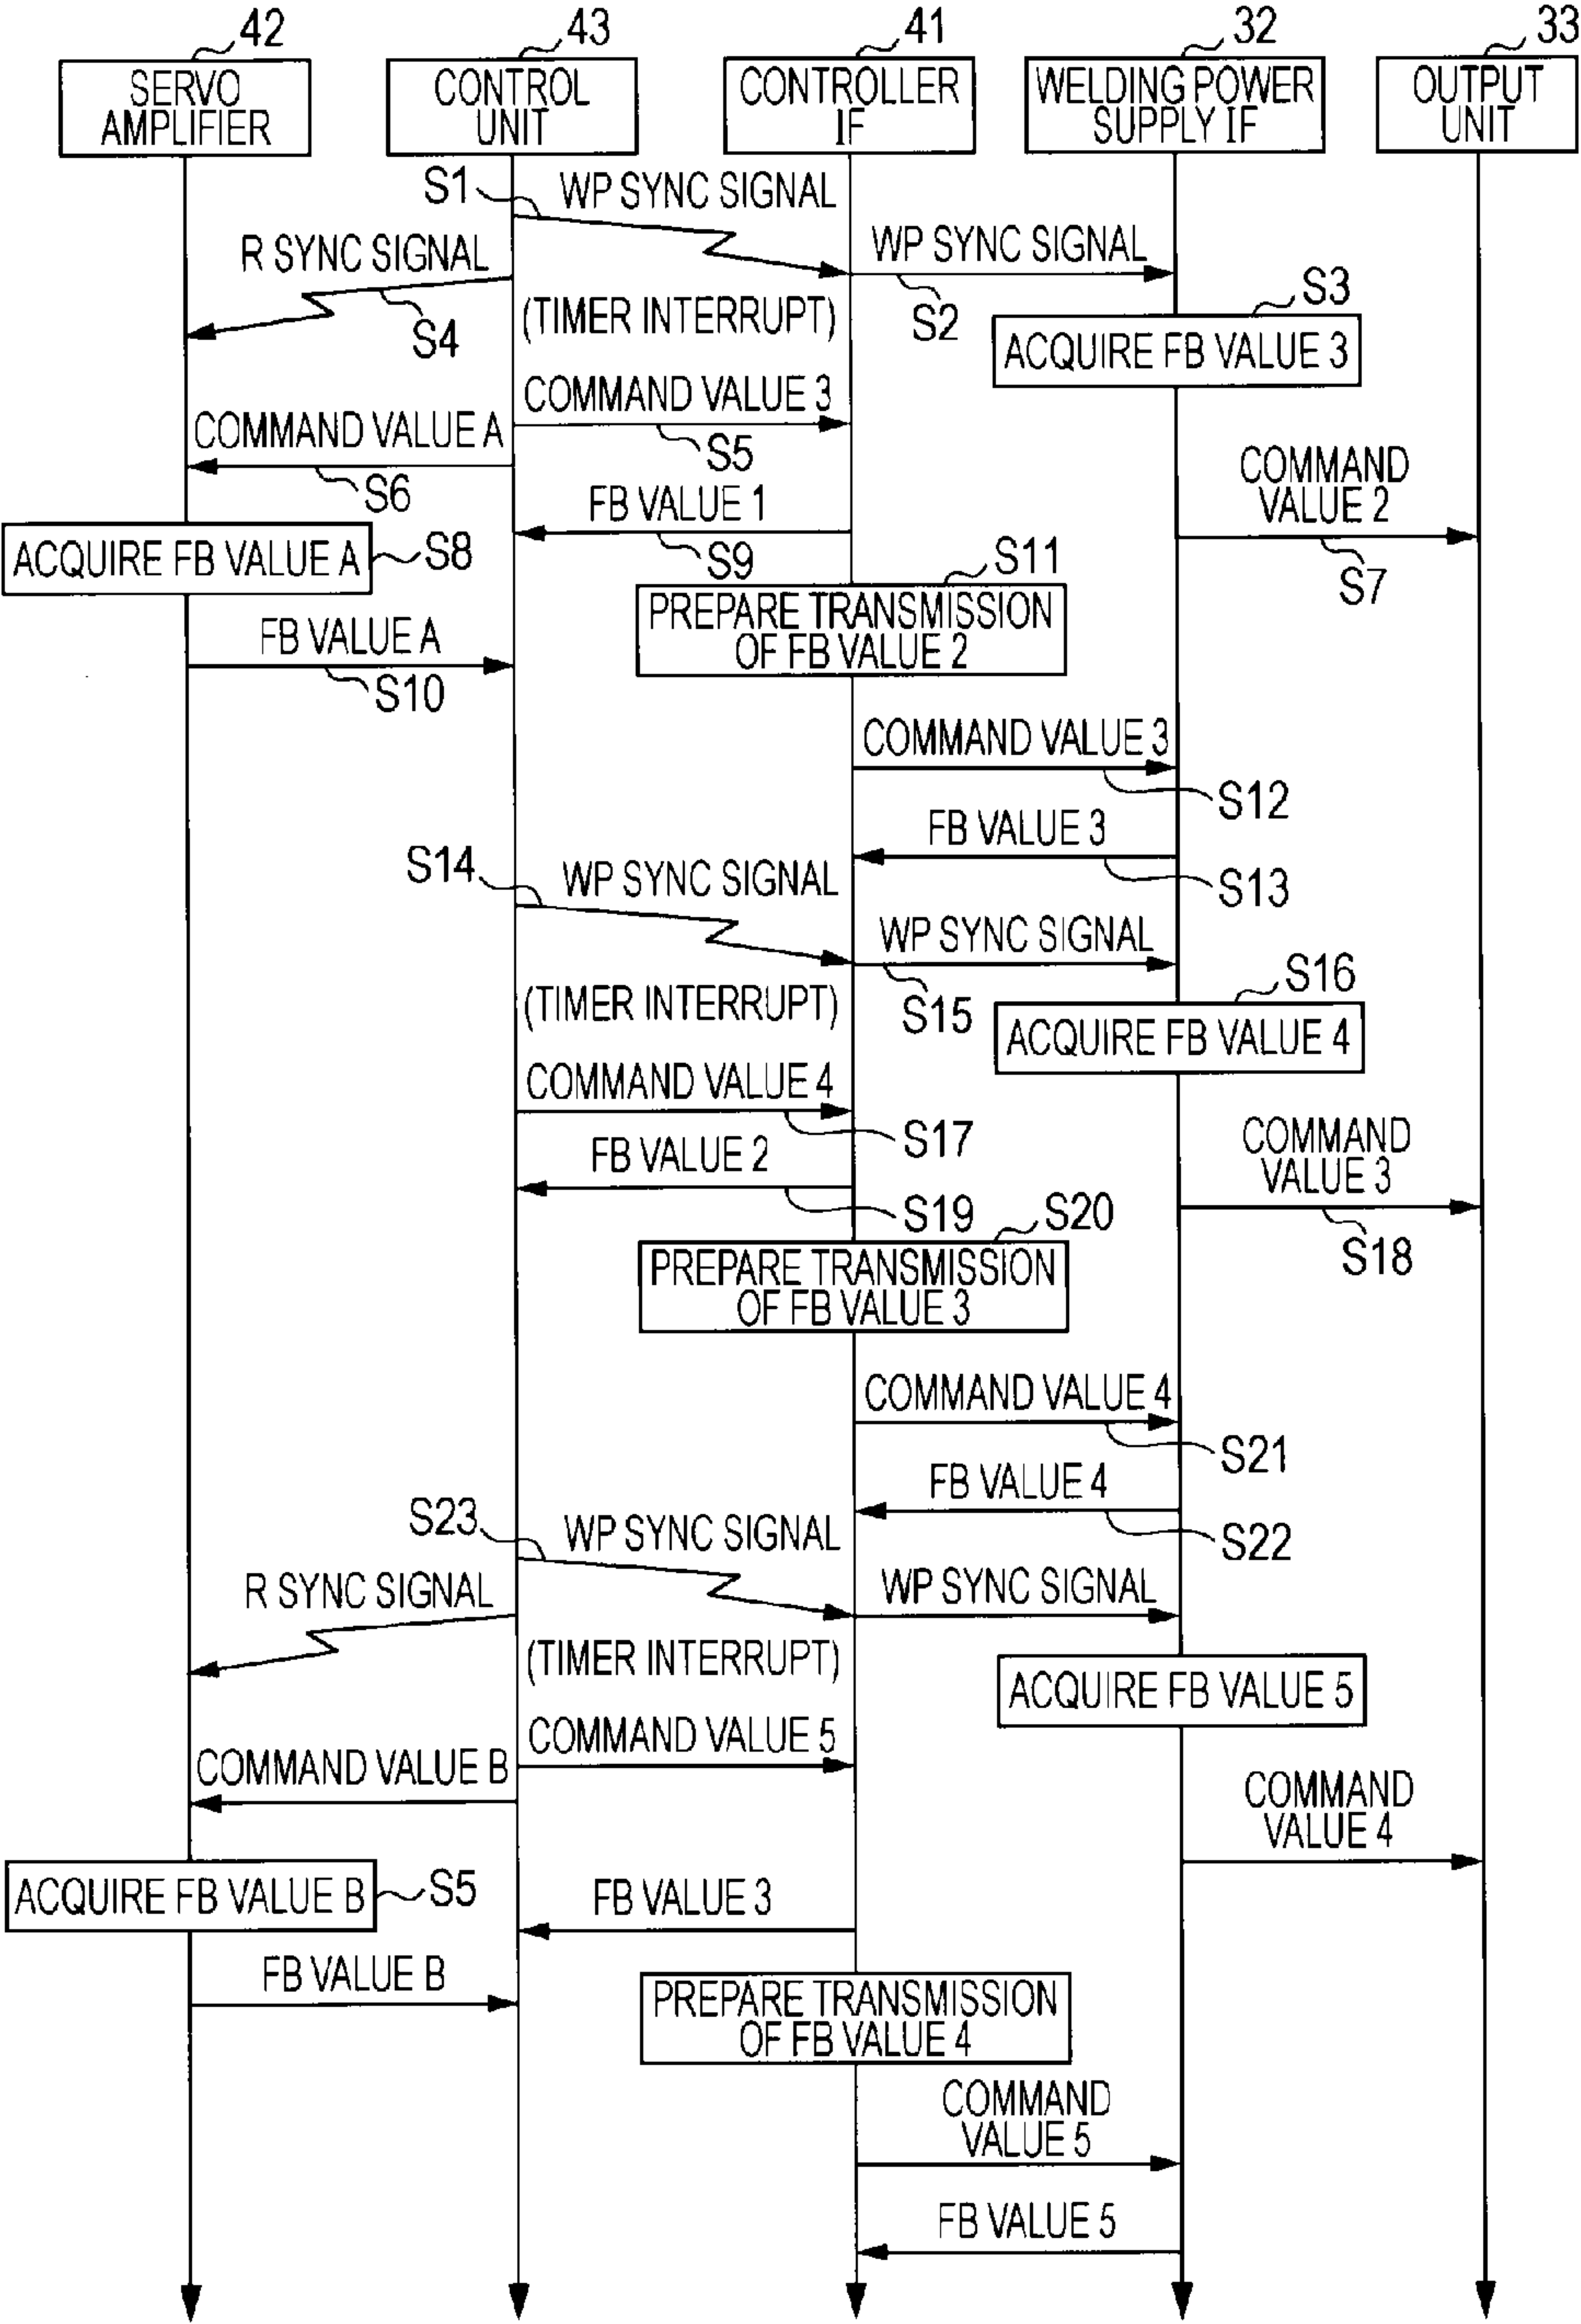 42
43
41
32
33
SERVO
AMPLIFIER
CONTROL
UNIT
CONTROLLER
IF
WELDING POWER
SUPPLY IF
OUTPUT
UNIT
S1
WP SYNC SIGNAL
R SYNC SIGNAL
WP SYNC SIGNAL
S4
(TIMER INTERRUPT)
S2
S3
ACQUIRE FB VALUE 3
COMMAND VALUE 3
COMMAND VALUE A
S5
S6
COMMAND
VALUE 2
FB VALUE 1
S7
ACQUIRE FB VALUE A
S8
S9
S11
PREPARE TRANSMISSION
OF FB VALUE 2
FB VALUE A
S10
COMMAND VALUE 3
S12
FB VALUE 3
S13
S14
WP SYNC SIGNAL
WP SYNC SIGNAL
S15
(TIMER INTERRUPT)
S16
ACQUIRE FB VALUE 4
COMMAND VALUE 4
S17
FB VALUE 2
COMMAND
VALUE 3
S19
S18
S20
PREPARE TRANSMISSION
OF FB VALUE 3
COMMAND VALUE 4
S21
FB VALUE 4
S22
S23
WP SYNC SIGNAL
R SYNC SIGNAL
WP SYNC SIGNAL
(TIMER INTERRUPT)
ACQUIRE FB VALUE 5
COMMAND VALUE 5
COMMAND VALUE B
COMMAND
VALUE 4
ACQUIRE FB VALUE B
S5
FB VALUE 3
FB VALUE B
PREPARE TRANSMISSION
OF FB VALUE 4
COMMAND
VALUE 5
FB VALUE 5